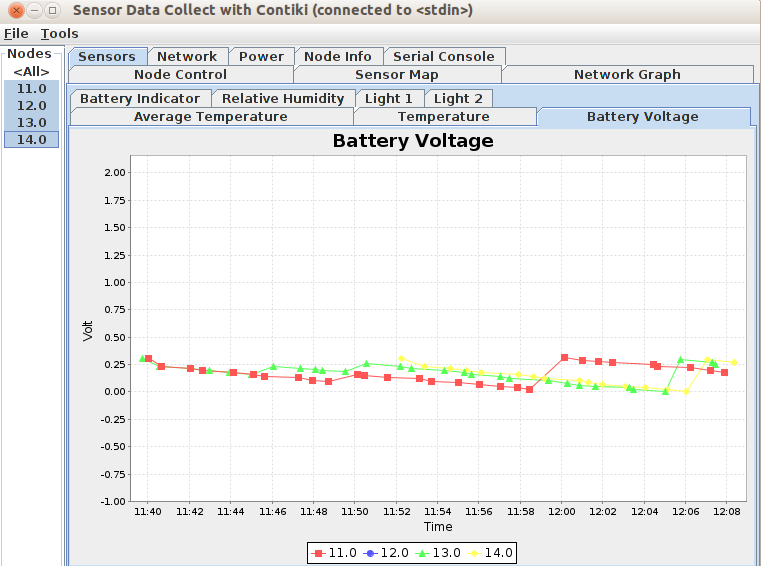 Sensor Data Collect with Contiki (connected to <stdin>)
File Tools
Nodes
<All>
11.0
12.0
13.0
14.0
Sensors Network Power Node Info Serial Console
Node Control Sensor Map Network Graph
Battery Indicator Relative Humidity Light 1 Light 2
Average Temperature Temperature Battery Voltage
Battery Voltage
2.00
1.75
1.50
1.25
1.00
0.75
0.50
0.25
0.00
-0.25
-0.50
-0.75
-1.00
Volt
11:40 11:42 11:44 11:46 11:48 11:50 11:52 11:54 11:56 11:58 12:00 12:02 12:04 12:06 12:08
Time
11.0 12.0 13.0 14.0